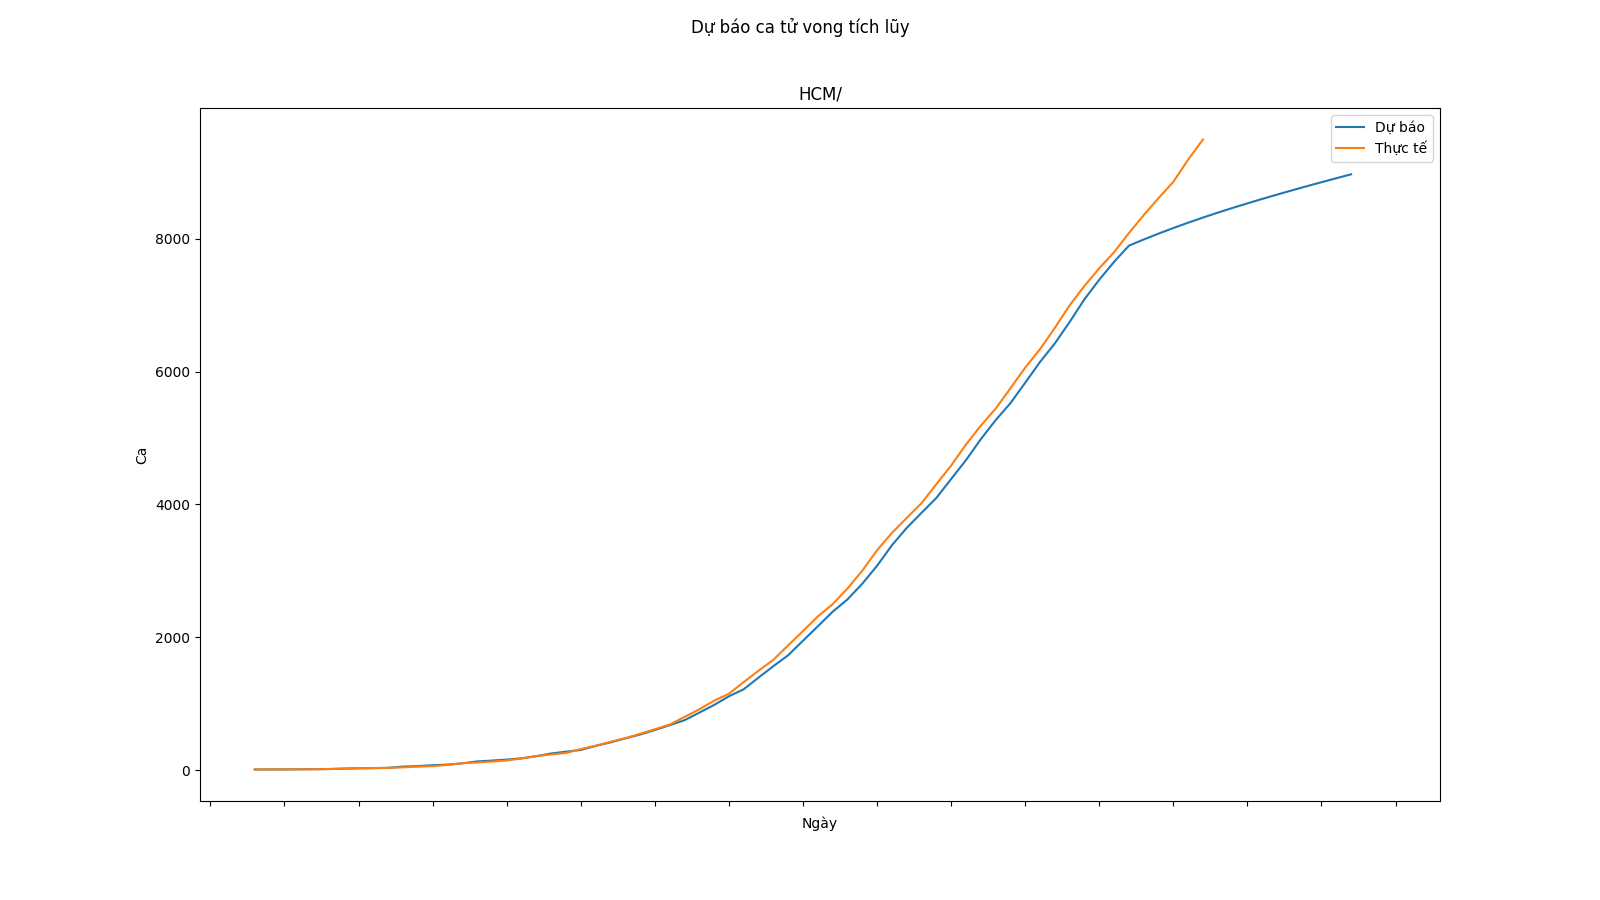 Dự báo ca tử vong tích lũy
HCM/
Dự báo
Thực tế
8000
6000
4000
2000
0
Ca
Ngày